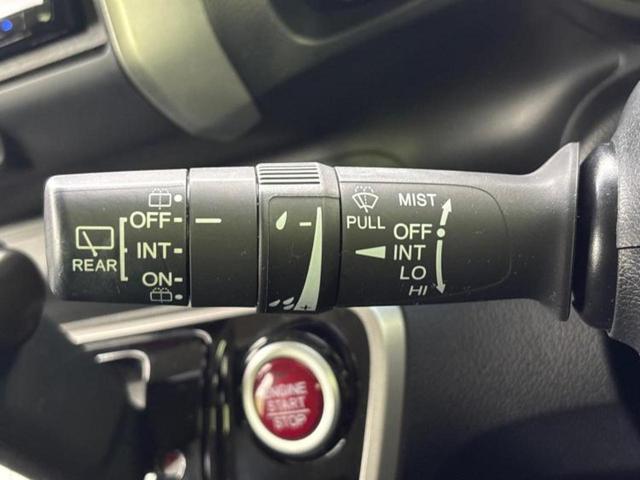 REAR
OFF
INT
ON
PULL
MIST
OFF
INT
LO
HI
ENGINE
START
STOP